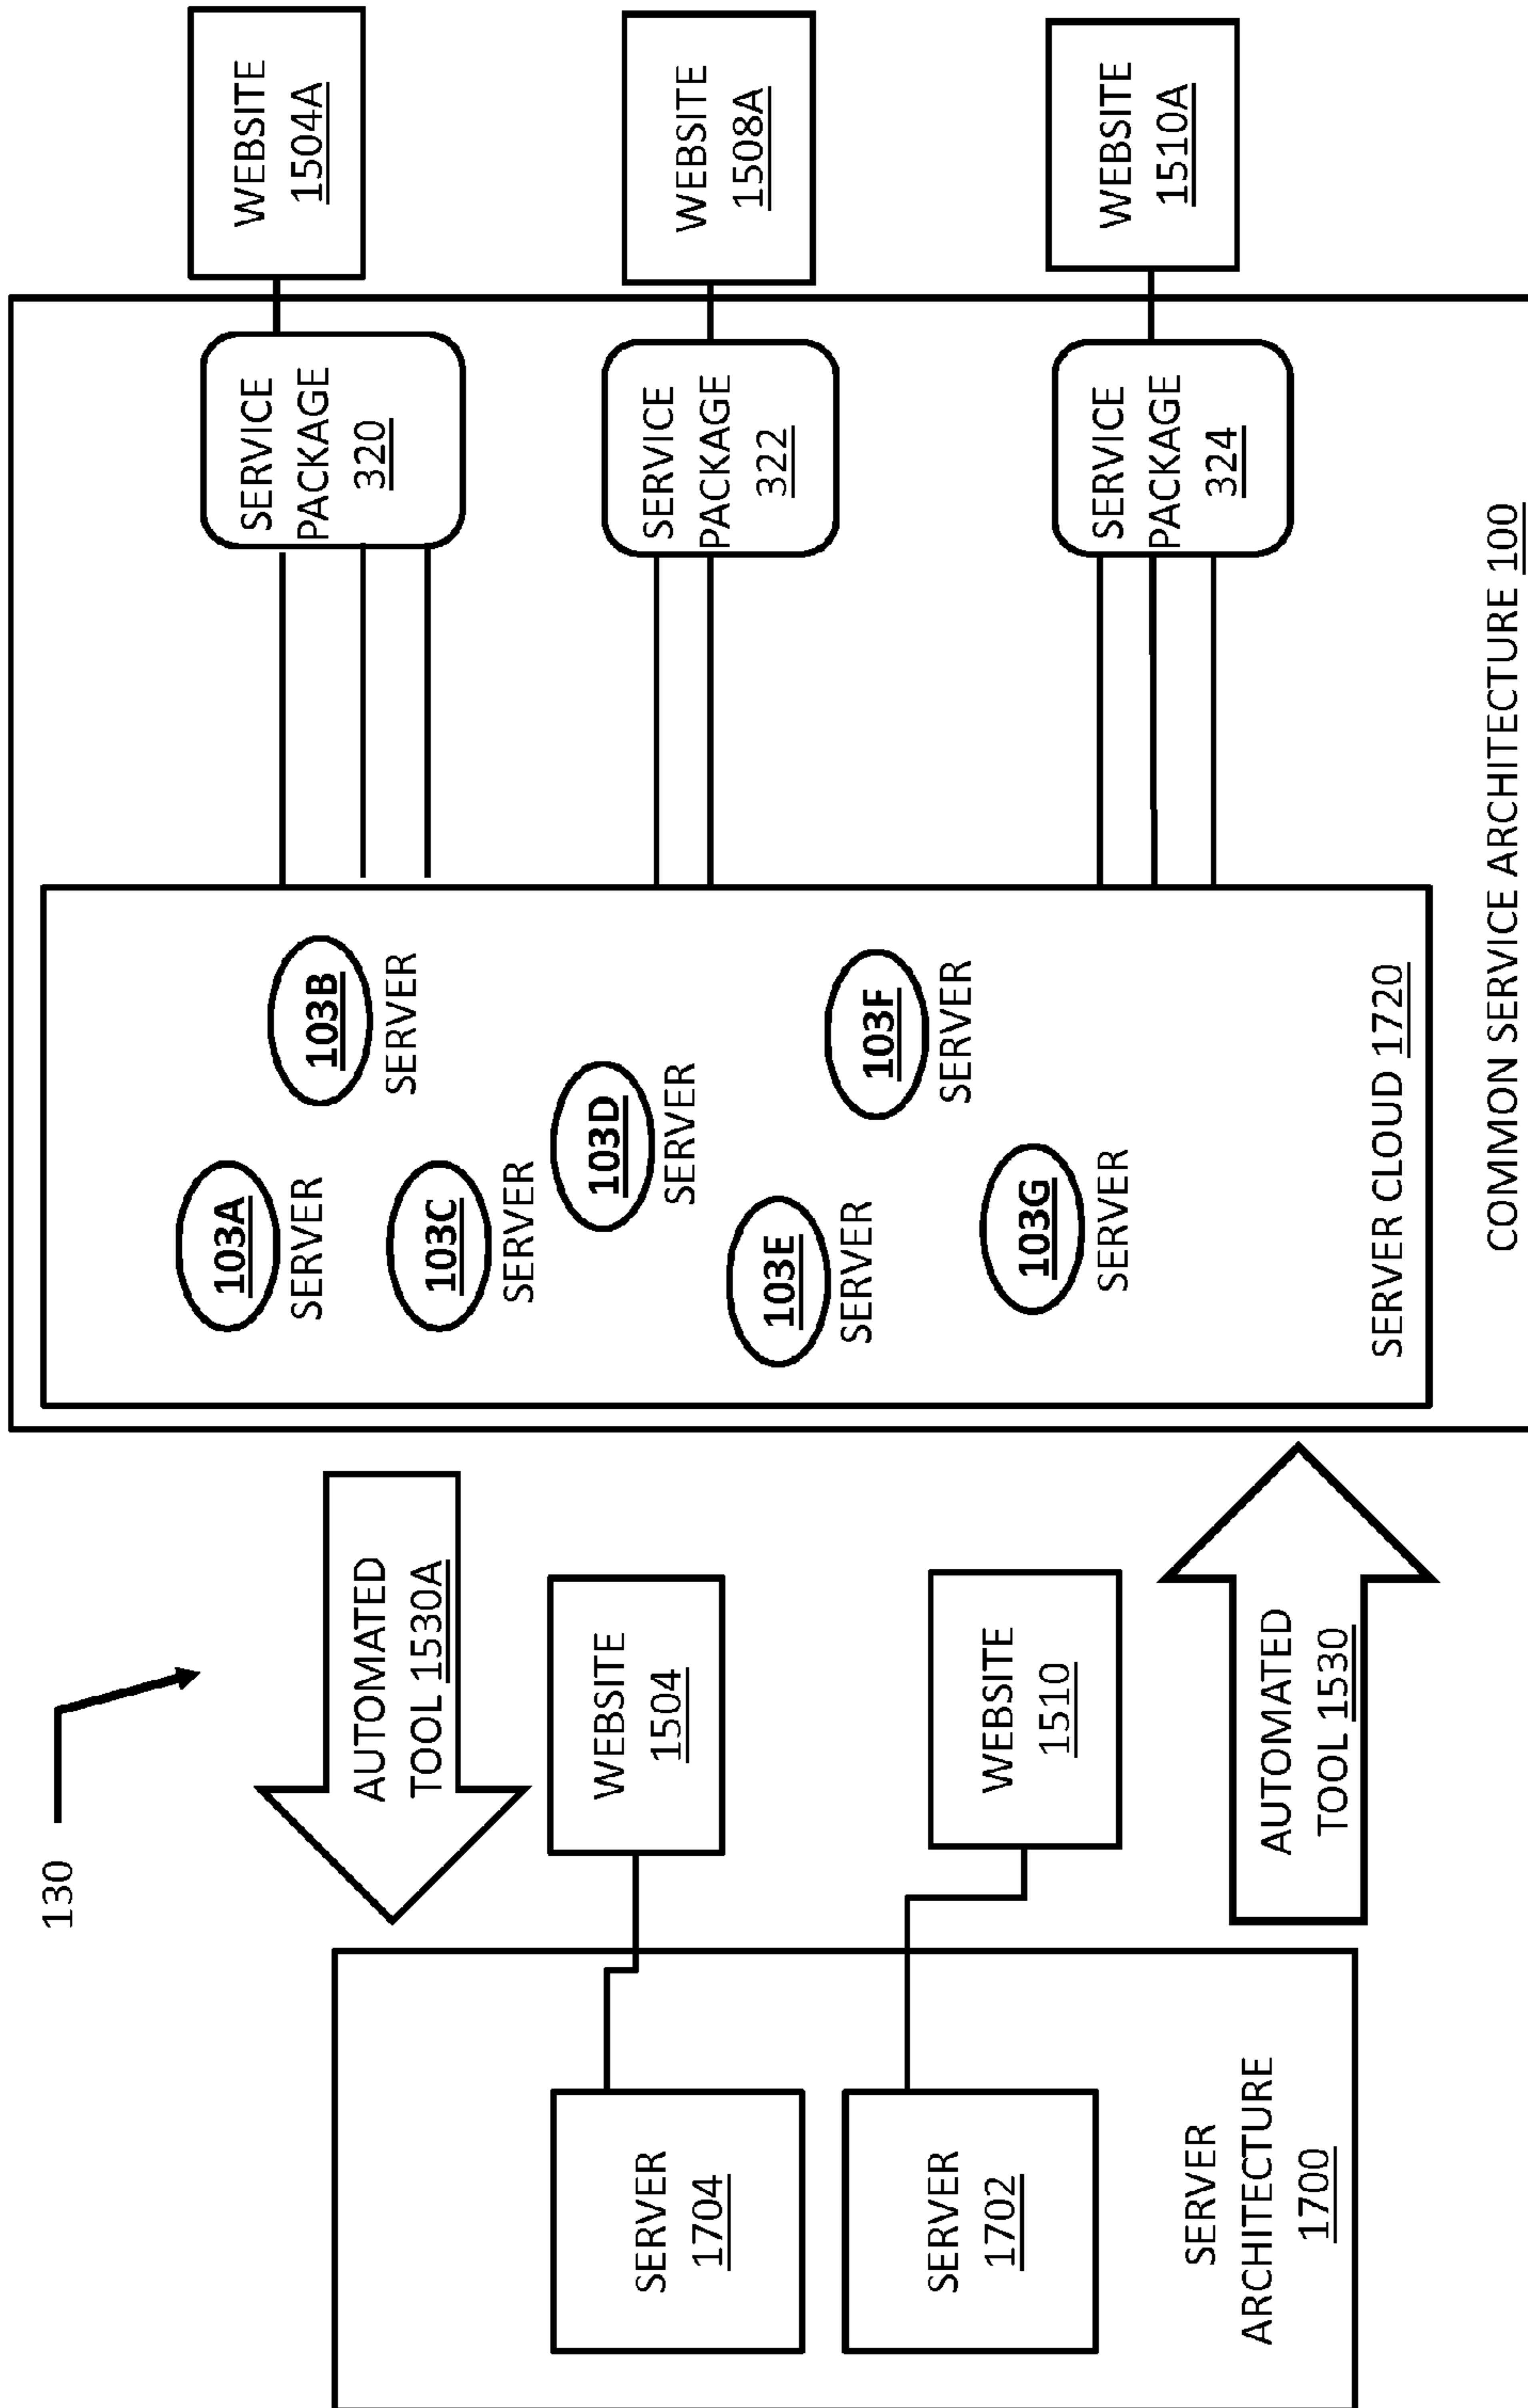 130
SERVER
1704
SERVER
1702
SERVER
ARCHITECTURE
1700
AUTOMATED
TOOL 1530A
WEBSITE
1504
WEBSITE
1510
AUTOMATED
TOOL 1530
103A
SERVER
103B
SERVER
103C
SERVER
103D
SERVER
103E
SERVER
103F
SERVER
103G
SERVER
SERVER CLOUD 1720
SERVICE
PACKAGE
320
SERVICE
PACKAGE
322
SERVICE
PACKAGE
324
COMMON SERVICE ARCHITECTURE 100
WEBSITE
1504A
WEBSITE
1508A
WEBSITE
1510A